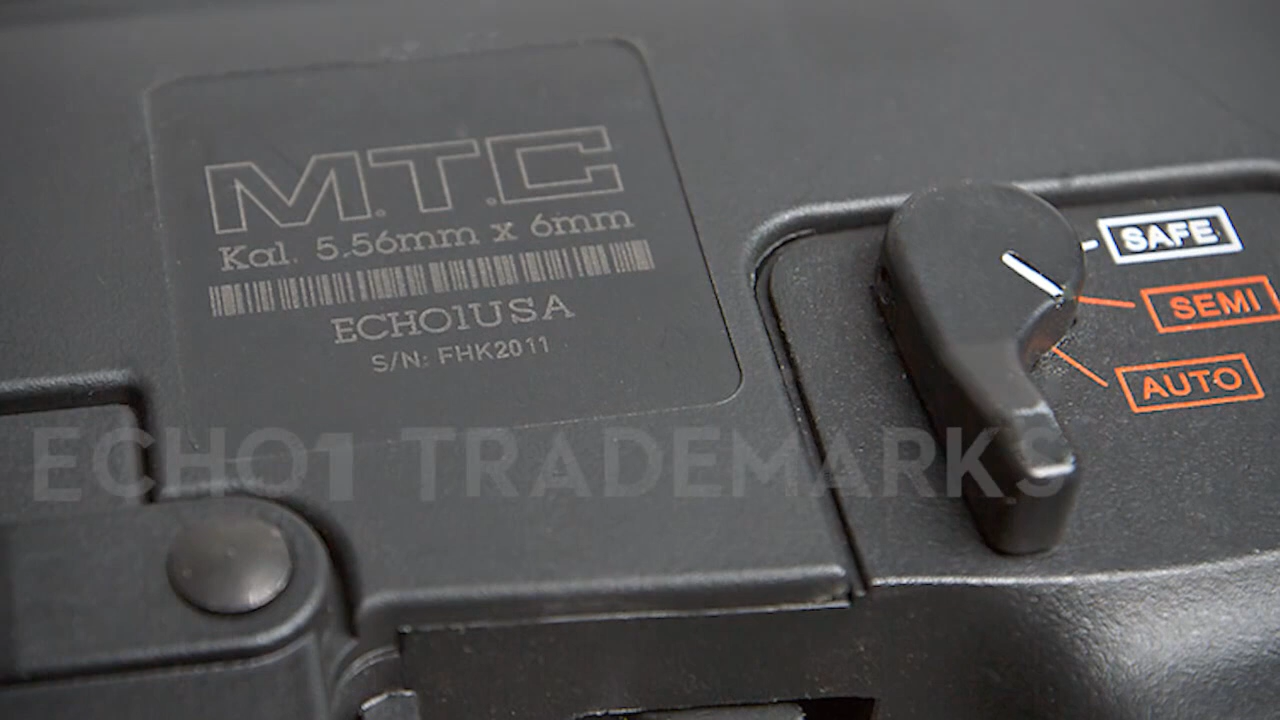 M.T.C
Kal. 5.56mm x 6mm
ECHO1USA
S/N: FHK2011
SAFE
SEMI
AUTO
ECHO1 TRADEMARKS